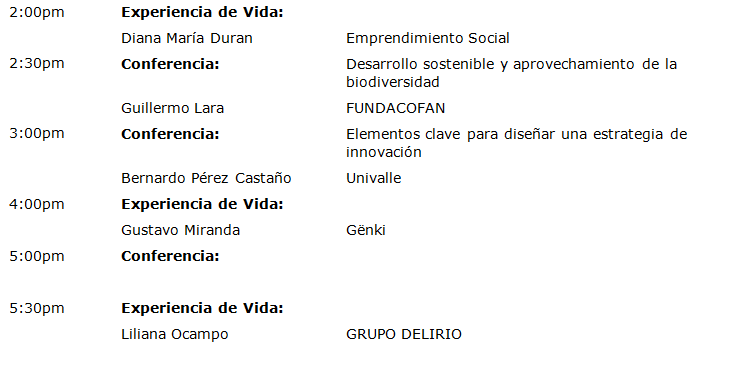 2:00pm Experiencia de Vida:
Diana María Duran Emprendimiento Social
2:30pm Conferencia: Desarrollo sostenible y aprovechamiento de la
biodiversidad
Guillermo Lara FUNDACOFAN
3:00pm Conferencia: Elementos clave para diseñar una estrategia de
innovación
Bernardo Pérez Castaño Univalle
4:00pm Experiencia de Vida:
Gustavo Miranda Gënki
5:00pm Conferencia:
5:30pm Experiencia de Vida:
Liliana Ocampo GRUPO DELIRIO